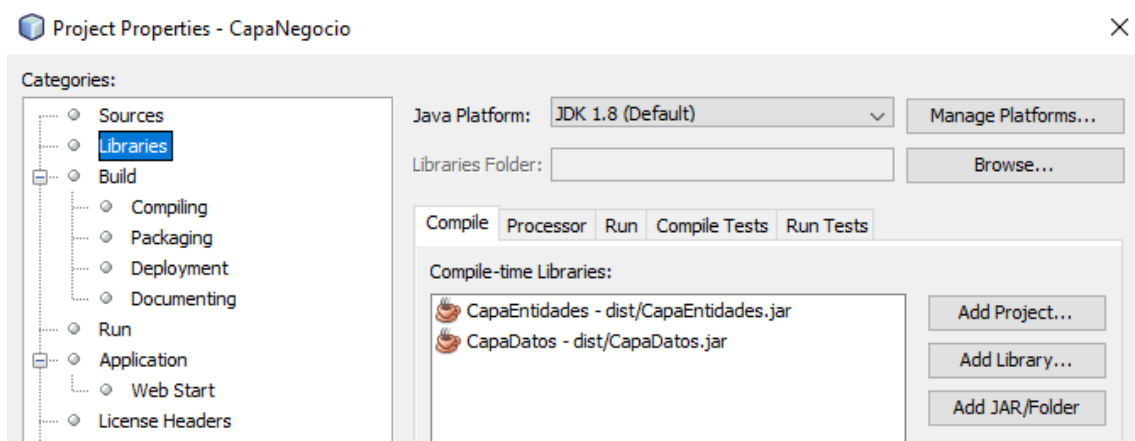 Project Properties - CapaNegocio
Categories:
Sources
Libraries
Build
Compiling
Packaging
Deployment
Documenting
Run
Application
Web Start
License Headers
Java Platform: JDK 1.8 (Default) Manage Platforms...
Libraries Folder: Browse...
Compile Processor Run Compile Tests Run Tests
Compile-time Libraries:
CapaEntidades - dist/CapaEntidades.jar
CapaDatos - dist/CapaDatos.jar
Add Project...
Add Library...
Add JAR/Folder